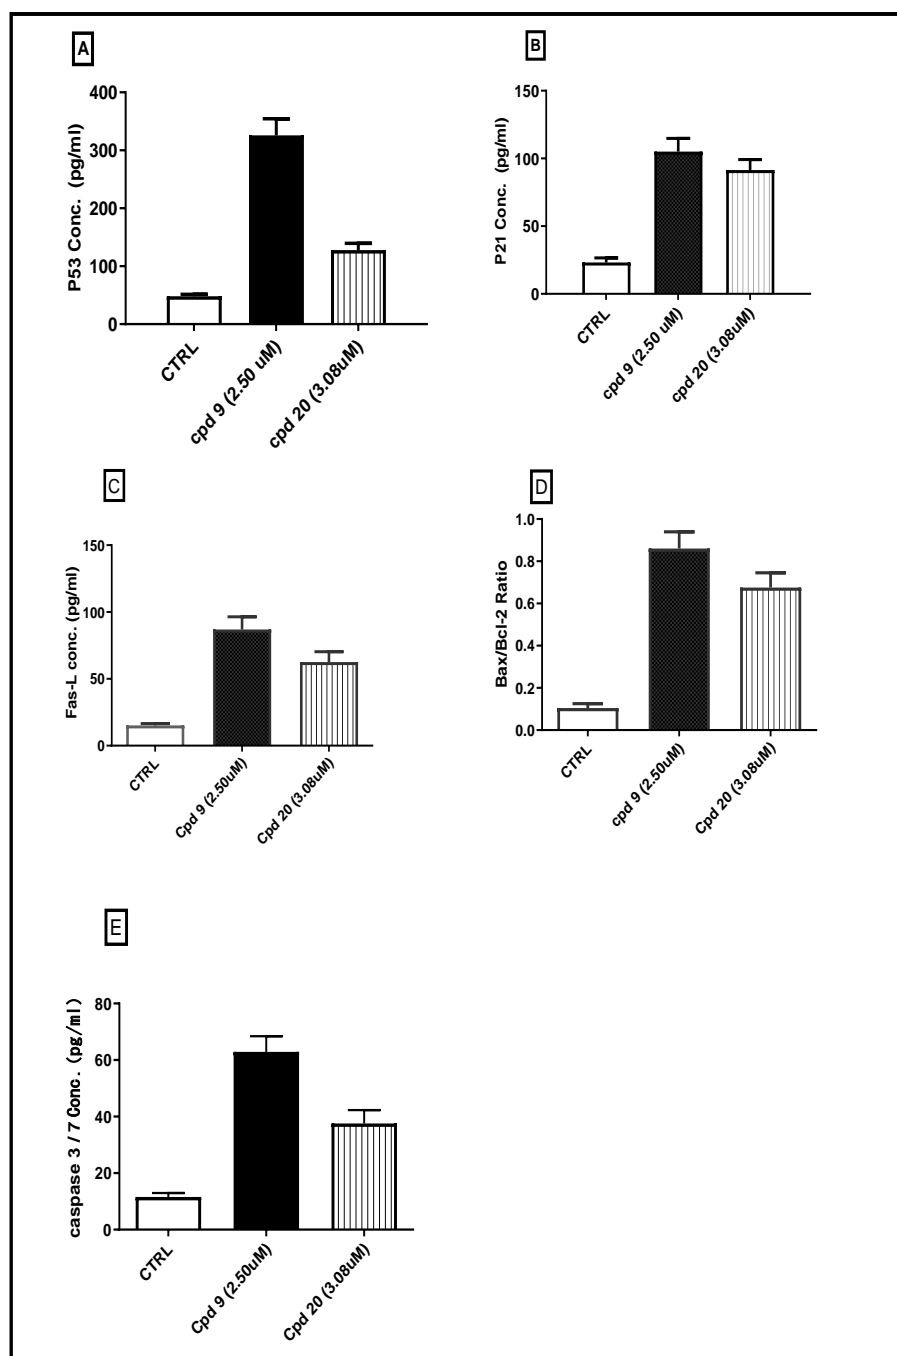 A
P53 Conc. (pg/ml)
400
300
200
100
0
CTRL
cpd 9 (2.50 uM)
cpd 20 (3.08uM)
B
P21 Conc. (pg/ml)
150
100
50
0
CTRL
cpd 9 (2.50 uM)
cpd 20 (3.08uM)
C
Fas-L conc. (pg/ml)
150
100
50
0
CTRL
Cpd 9 (2.50uM)
Cpd 20 (3.08uM)
D
Bax/Bcl-2 Ratio
1.0
0.8
0.6
0.4
0.2
0.0
CTRL
cpd 9 (2.50uM)
Cpd 20 (3.08uM)
E
caspase 3 / 7 Conc. (pg/ml)
80
60
40
20
0
CTRL
Cpd 9 (2.50uM)
Cpd 20 (3.08uM)